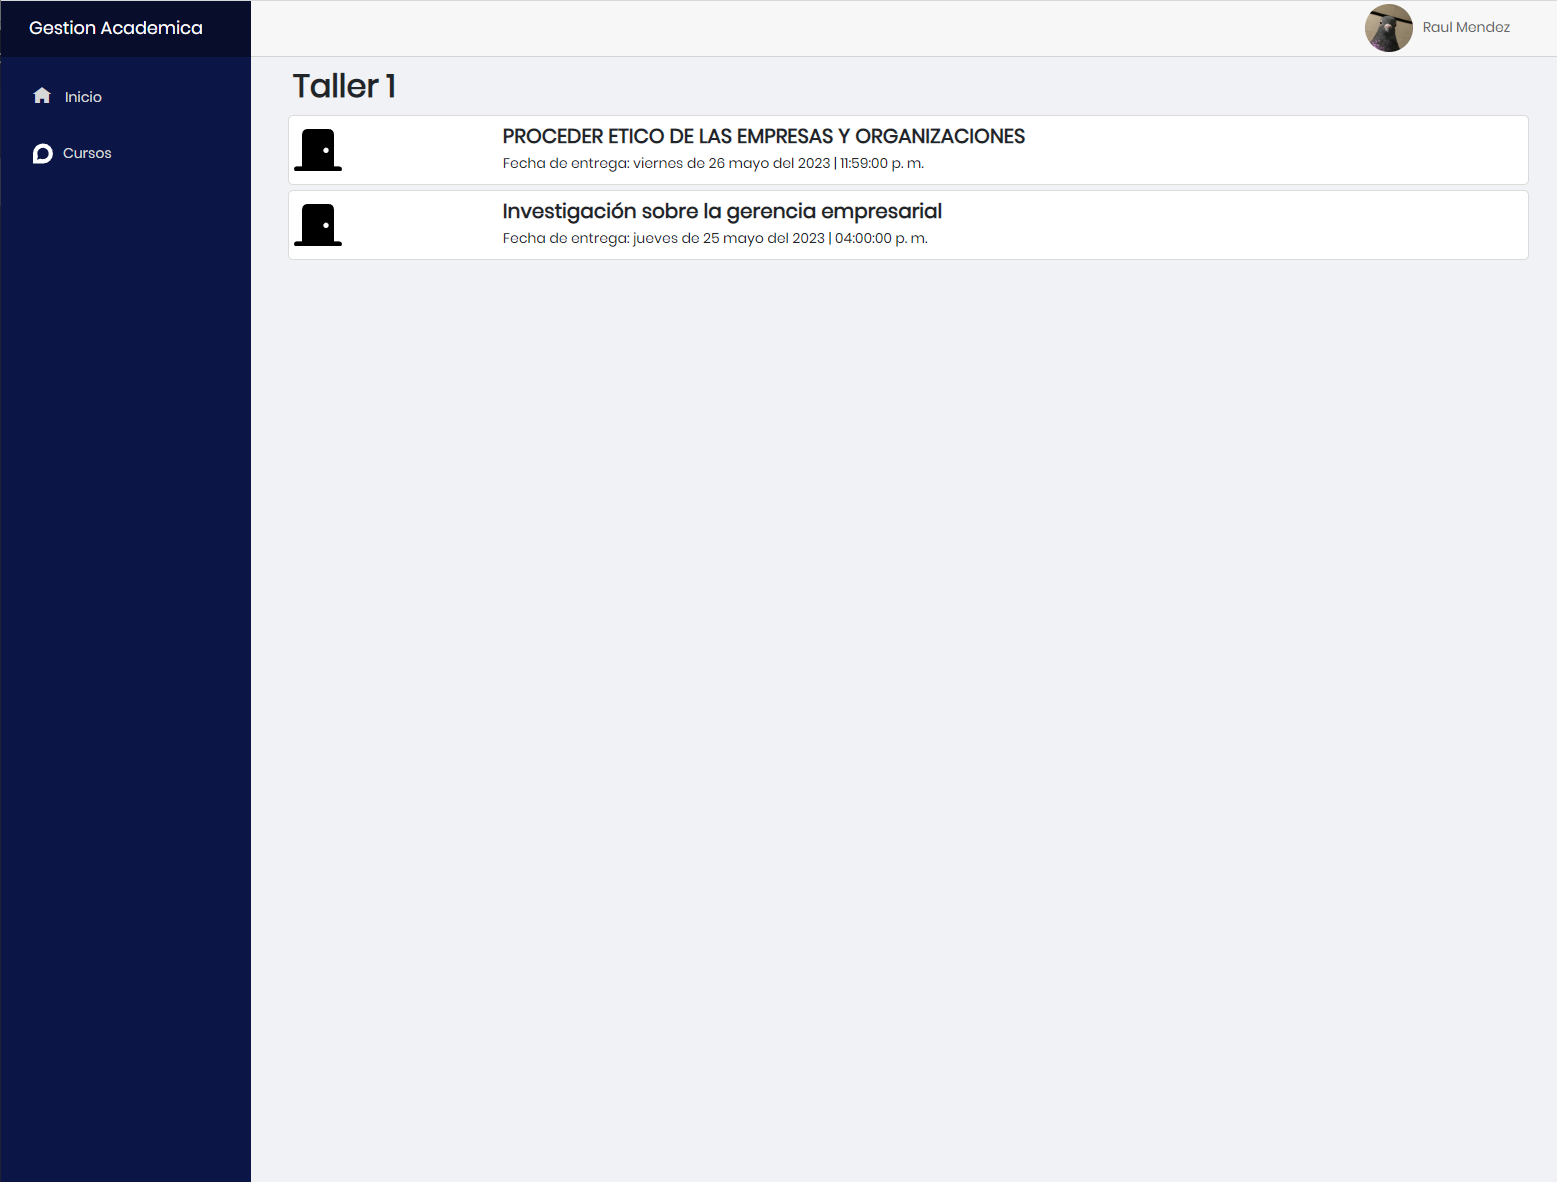 Gestion Academica
Raul Mendez
Inicio
Cursos
Taller 1
PROCEDER ETICO DE LAS EMPRESAS Y ORGANIZACIONES
Fecha de entrega: viernes de 26 mayo del 2023 | 11:59:00 p. m.
Investigación sobre la gerencia empresarial
Fecha de entrega: jueves de 25 mayo del 2023 | 04:00:00 p. m.